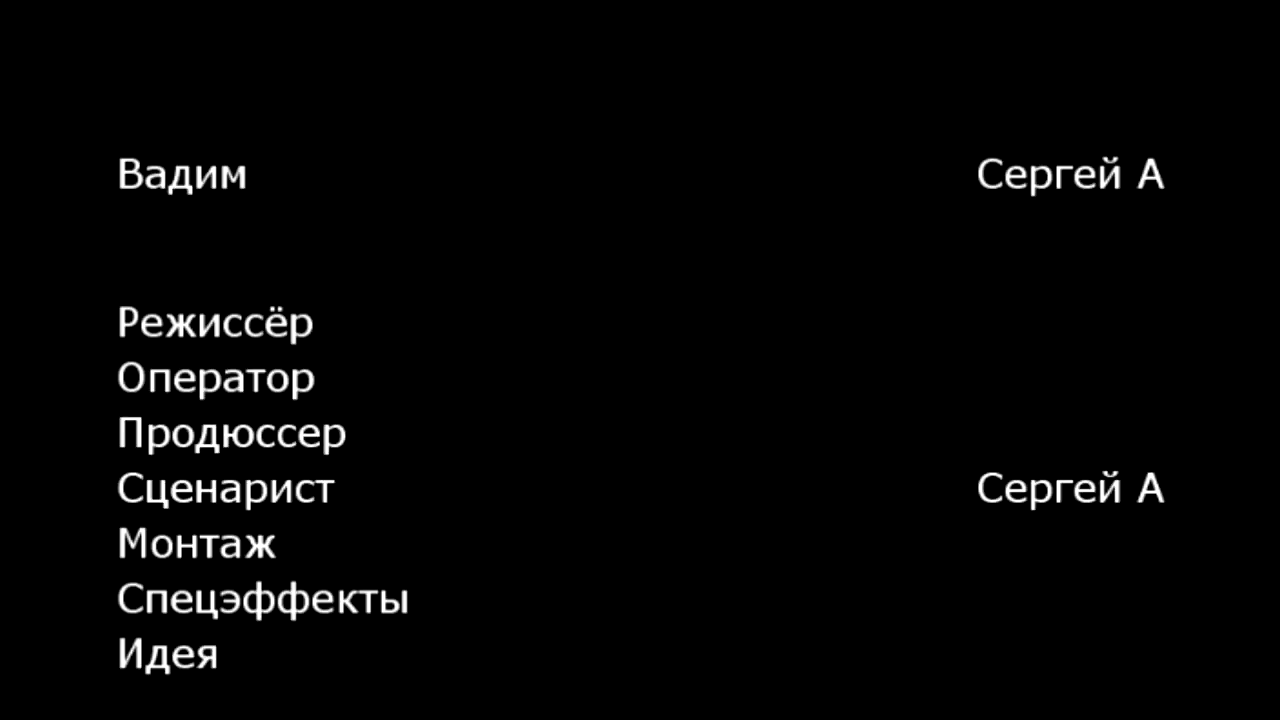 Вадим Сергей А
Режиссёр
Оператор
Продюссер
Сценарист Сергей А
Монтаж
Спецэффекты
Идея